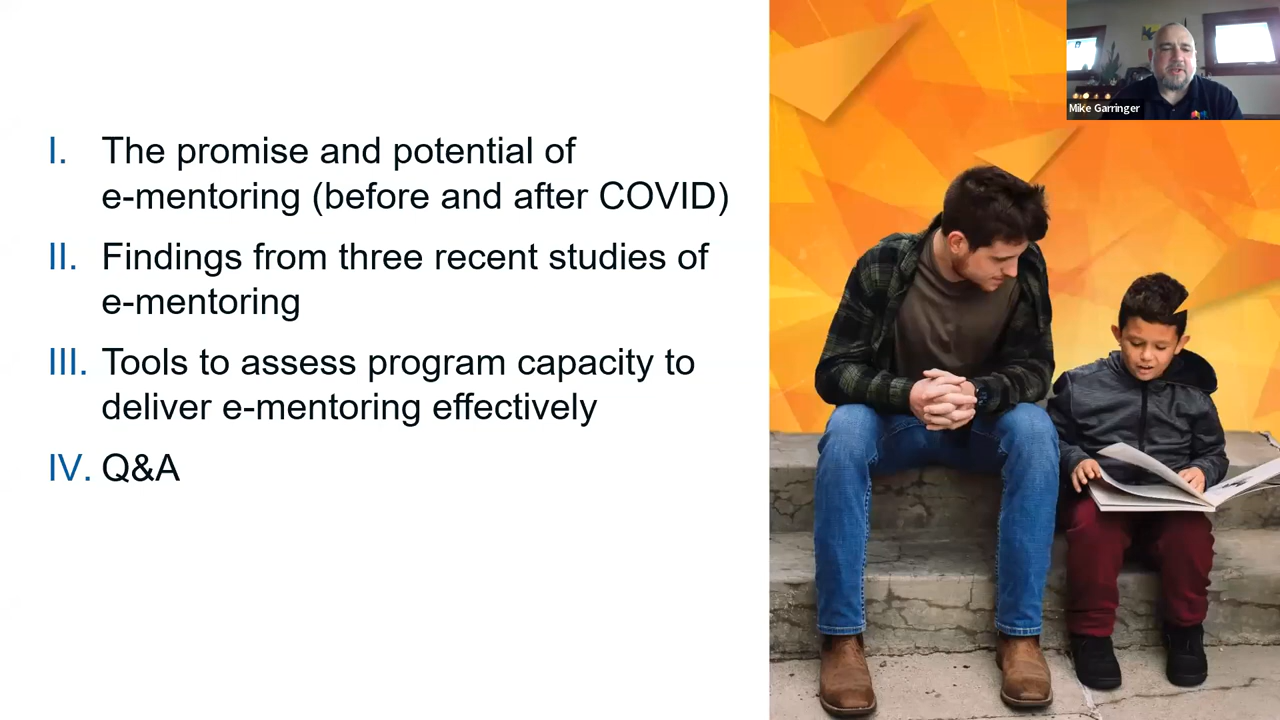 I. The promise and potential of
e-mentoring (before and after COVID)
II. Findings from three recent studies of
e-mentoring
III. Tools to assess program capacity to
deliver e-mentoring effectively
IV. Q&A
Mike Garringer